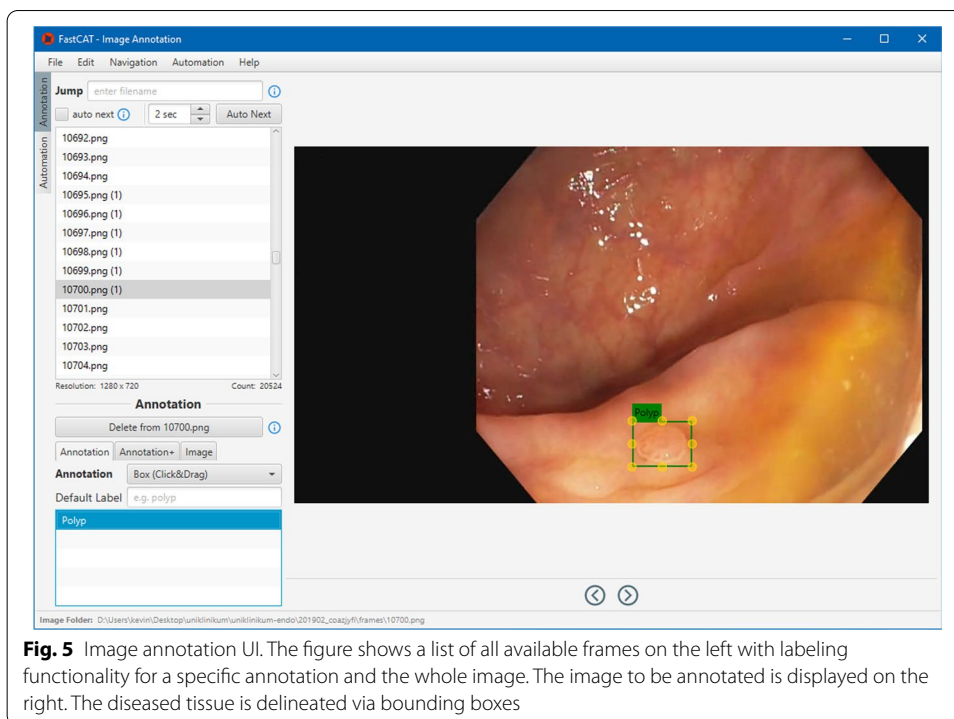 FastCAT - Image Annotation
File Edit Navigation Automation Help
Annotation
Automation
Jump enter filename
auto next 2 sec Auto Next
10692.png
10693.png
10694.png
10695.png (1)
10696.png (1)
10697.png (1)
10698.png (1)
10699.png (1)
10700.png (1)
10701.png
10702.png
10703.png
10704.png
Resolution: 1280 x 720 Count: 20524
Annotation
Delete from 10700.png
Annotation Annotation+ Image
Annotation Box (Click&Drag)
Default Label e.g. polyp
Polyp
Polyp
Image Folder: D:\Users\kevin\Desktop\uniklinikum\uniklinikum-endo\201902_coazjyfi\frames\10700.png
Fig. 5 Image annotation UI. The figure shows a list of all available frames on the left with labeling
functionality for a specific annotation and the whole image. The image to be annotated is displayed on the
right. The diseased tissue is delineated via bounding boxes